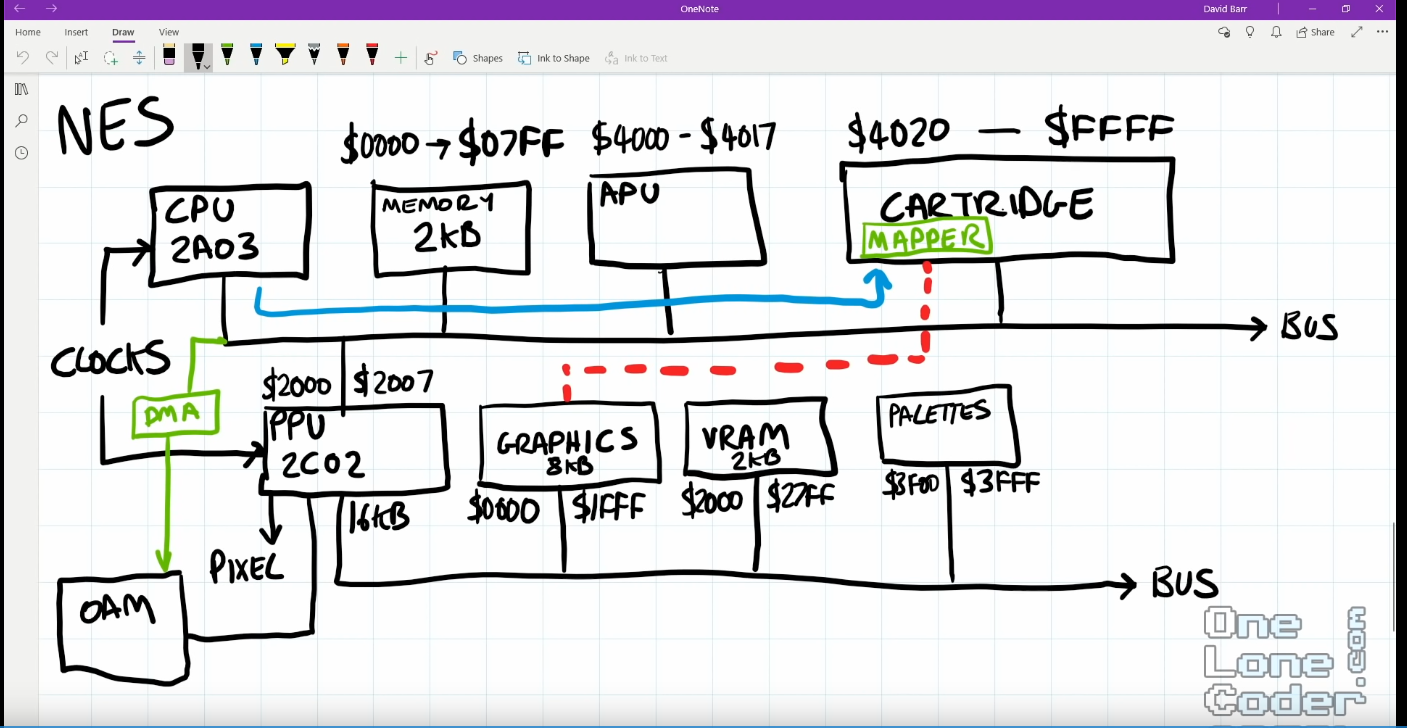 OneNote
David Barr
Home Insert Draw View
Share
Shapes Ink to Shape Ink to Text
NES
$0000 → $07FF
$4000 - $4017
$4020 — $FFFF
CPU
2A03
MEMORY
2KB
APU
CARTRIDGE
MAPPER
BUS
CLOCKS
DMA
$2000 $2007
PPU
2C02
16KB
GRAPHICS
8KB
$0000 $1FFF
VRAM
2KB
$2000 $27FF
PALETTES
$3F00 $3FFF
PIXEL
OAM
BUS
One
Lone
Coder
.com